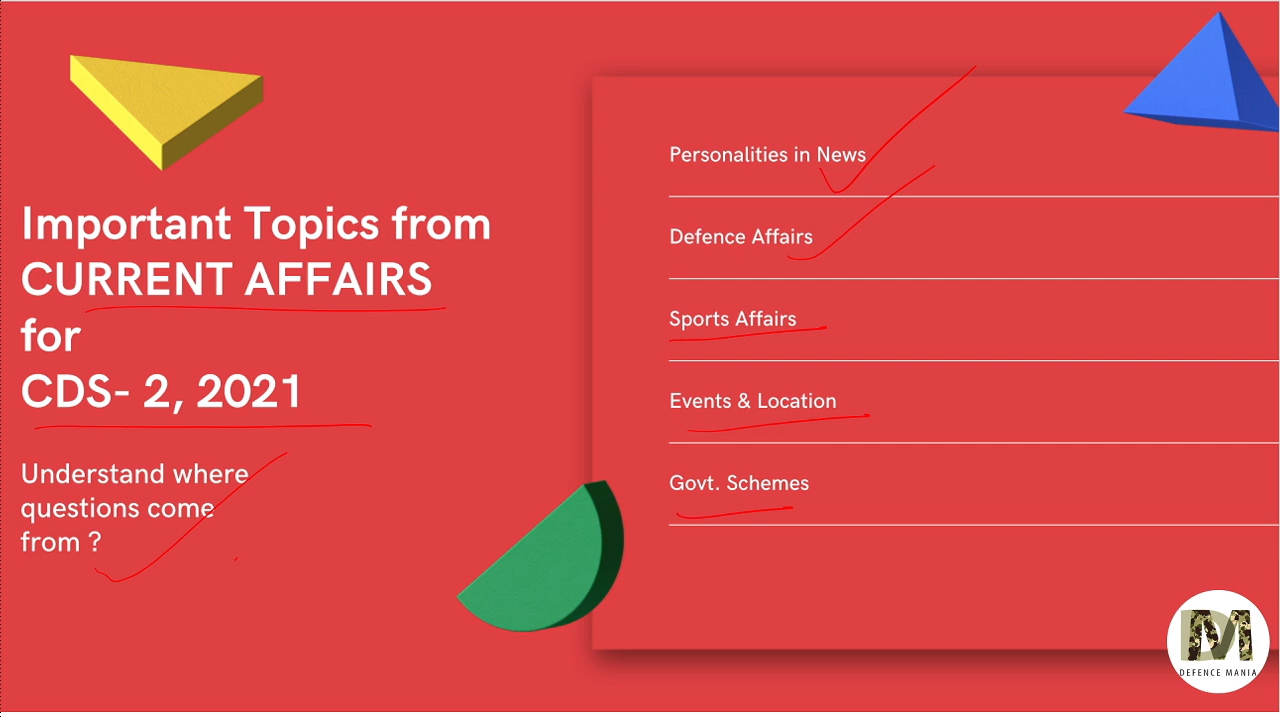 Important Topics from
CURRENT AFFAIRS
for
CDS- 2, 2021
Understand where
questions come
from ?
Personalities in News
Defence Affairs
Sports Affairs
Events & Location
Govt. Schemes
DM
DEFENCE MANIA